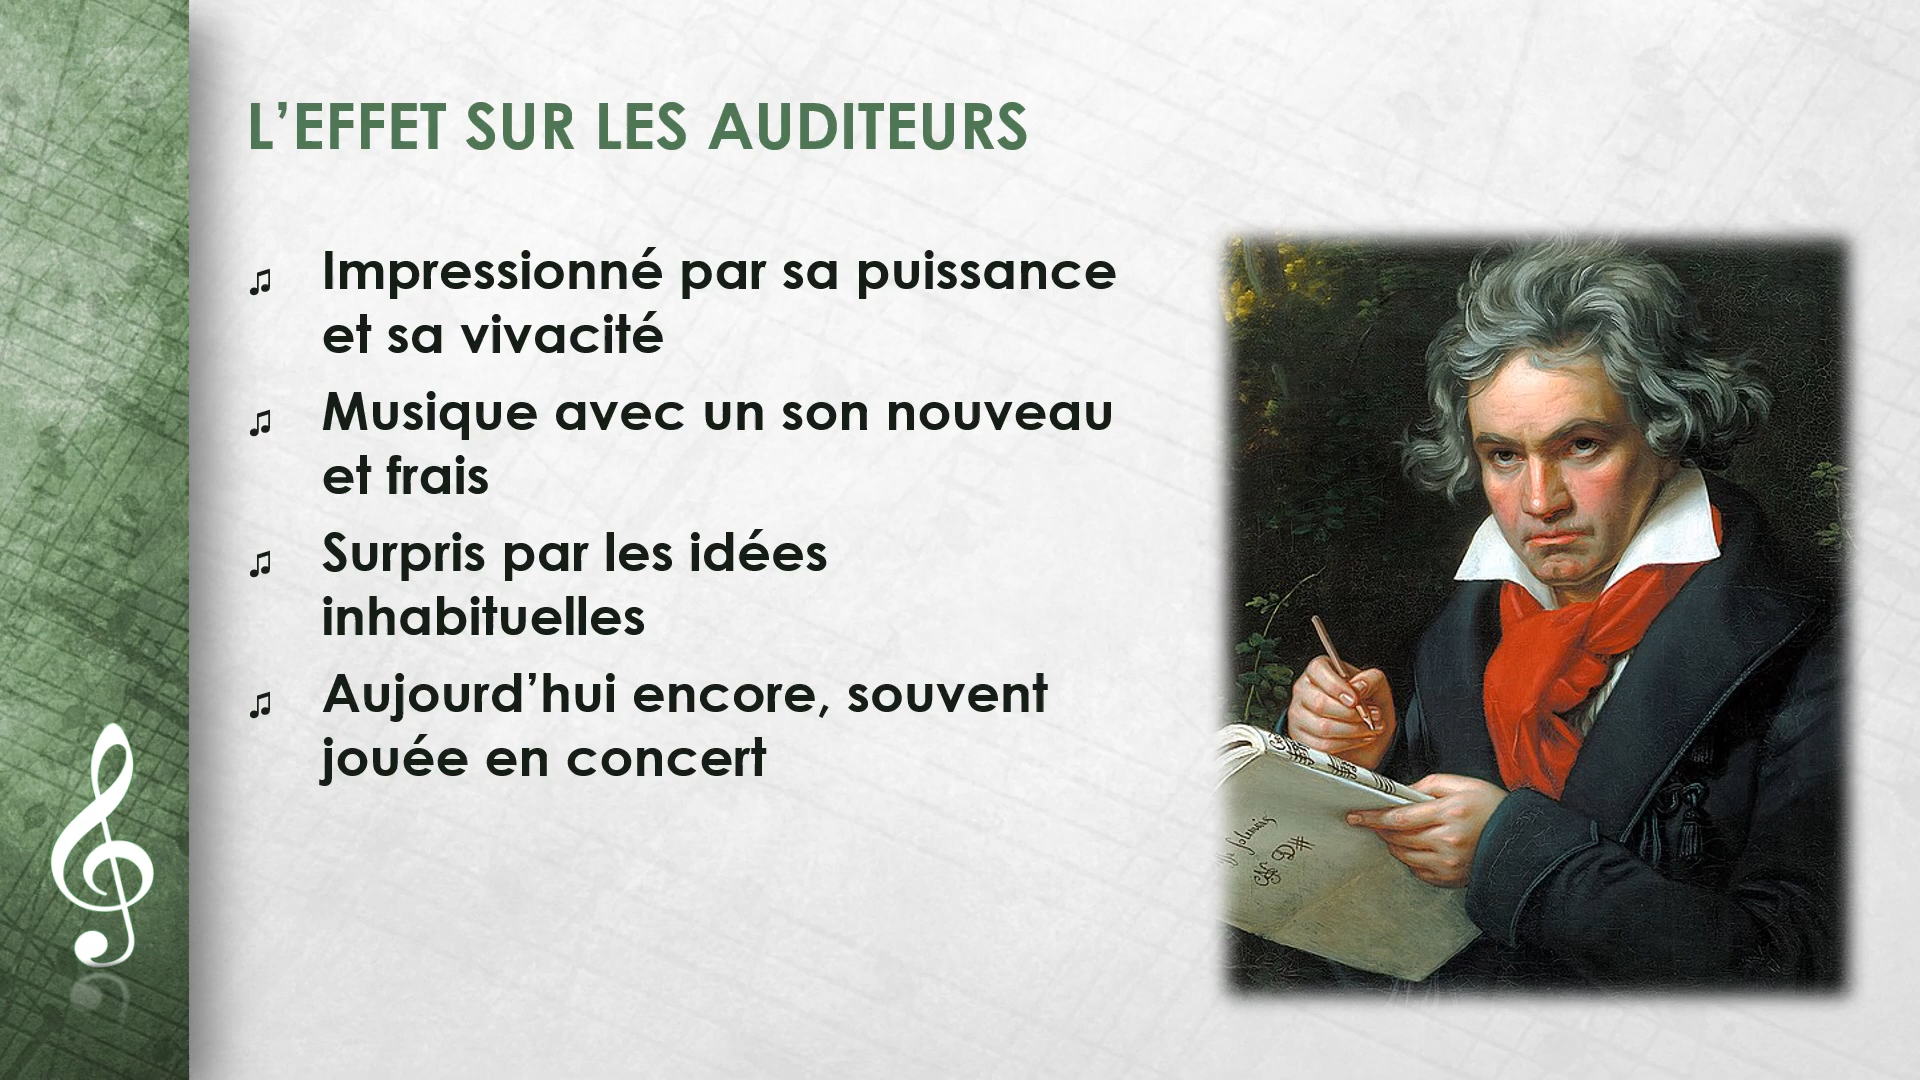 L’EFFET SUR LES AUDITEURS
♫ Impressionné par sa puissance
et sa vivacité
♫ Musique avec un son nouveau
et frais
♫ Surpris par les idées
inhabituelles
♫ Aujourd’hui encore, souvent
jouée en concert
D#